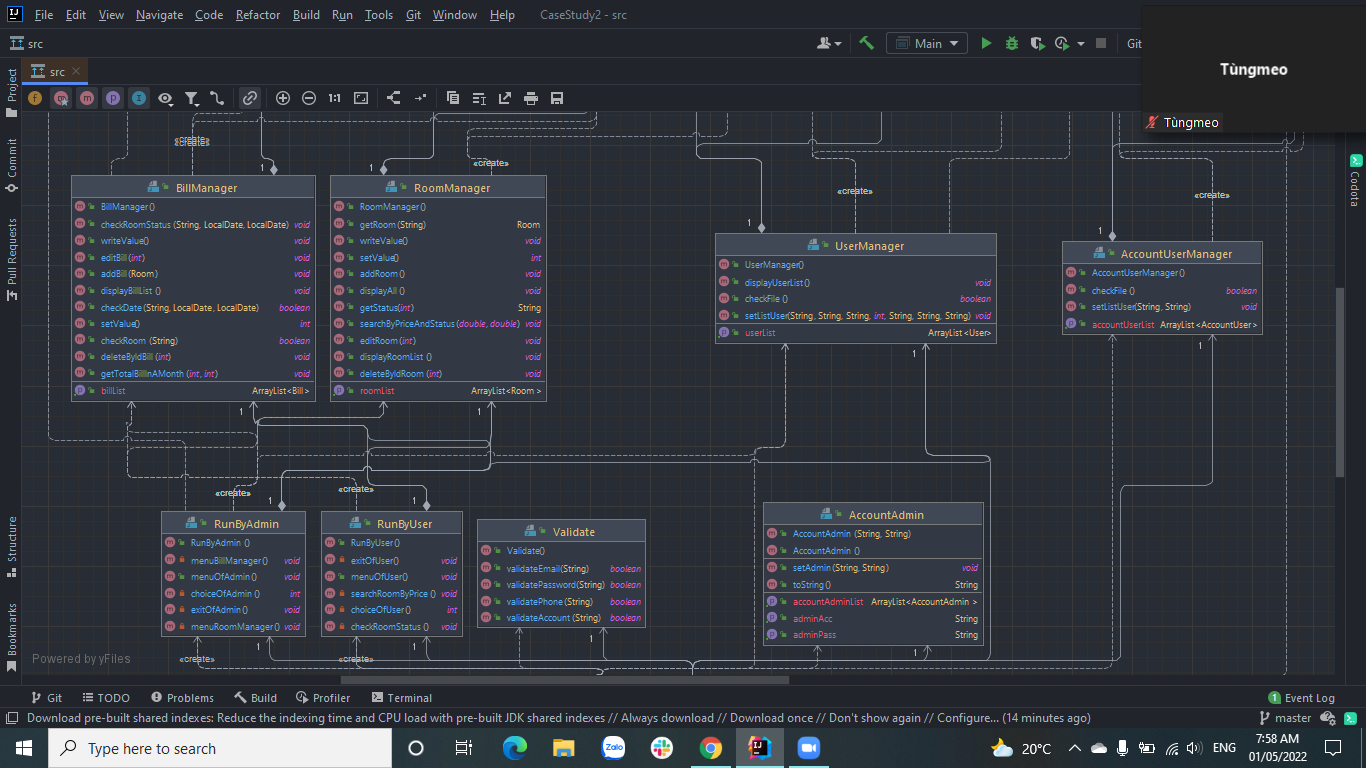 File Edit View Navigate Code Refactor Build Run Tools Git Window Help CaseStudy2 - src
src
Main
Git
Tùngmeo
Tùngmeo
src
1:1
Project
Commit
Pull Requests
Structure
Bookmarks
Codota
«create»
«create»
«create»
«create»
«create»
1
1
1
1
BillManager
BillManager()
checkRoomStatus (String, LocalDate, LocalDate) void
writeValue() void
editBill (int) void
addBill (Room) void
displayBillList () void
checkDate (String, LocalDate, LocalDate) boolean
setValue() int
checkRoom (String) boolean
deleteByIdBill (int) void
getTotalBillInAMonth (int, int) void
billList ArrayList<Bill>
RoomManager
RoomManager()
getRoom (String) Room
writeValue() void
setValue() int
addRoom () void
displayAll () void
getStatus(int) String
searchByPriceAndStatus (double, double) void
editRoom (int) void
displayRoomList () void
deleteByIdRoom (int) void
roomList ArrayList<Room >
UserManager
UserManager()
displayUserList () void
checkFile () boolean
setListUser(String, String, String, int, String, String, String) void
userList ArrayList <User>
AccountUserManager
AccountUserManager ()
checkFile () boolean
setListUser(String, String) void
accountUserList ArrayList <AccountUser>
1
1
1
1
«create»
1
«create»
1
RunByAdmin
RunByAdmin ()
menuBillManager() void
menuOfAdmin () void
choiceOfAdmin () int
exitOfAdmin() void
menuRoomManager() void
RunByUser
RunByUser()
exitOfUser() void
menuOfUser() void
searchRoomByPrice () void
choiceOfUser () int
checkRoomStatus () void
Validate
Validate()
validateEmail(String) boolean
validatePassword(String) boolean
validatePhone (String) boolean
validateAccount (String) boolean
AccountAdmin
AccountAdmin (String, String)
AccountAdmin ()
setAdmin (String, String) void
toString () String
accountAdminList ArrayList<AccountAdmin >
adminAcc String
adminPass String
«create»
1
«create»
1
1
1
Powered by yFiles
Git TODO Problems Build Profiler Terminal
1 Event Log
Download pre-built shared indexes: Reduce the indexing time and CPU load with pre-built JDK shared indexes // Always download // Download once // Don't show again // Configure... (14 minutes ago)
master
Type here to search
Zalo
20°C
ENG
7:58 AM
01/05/2022